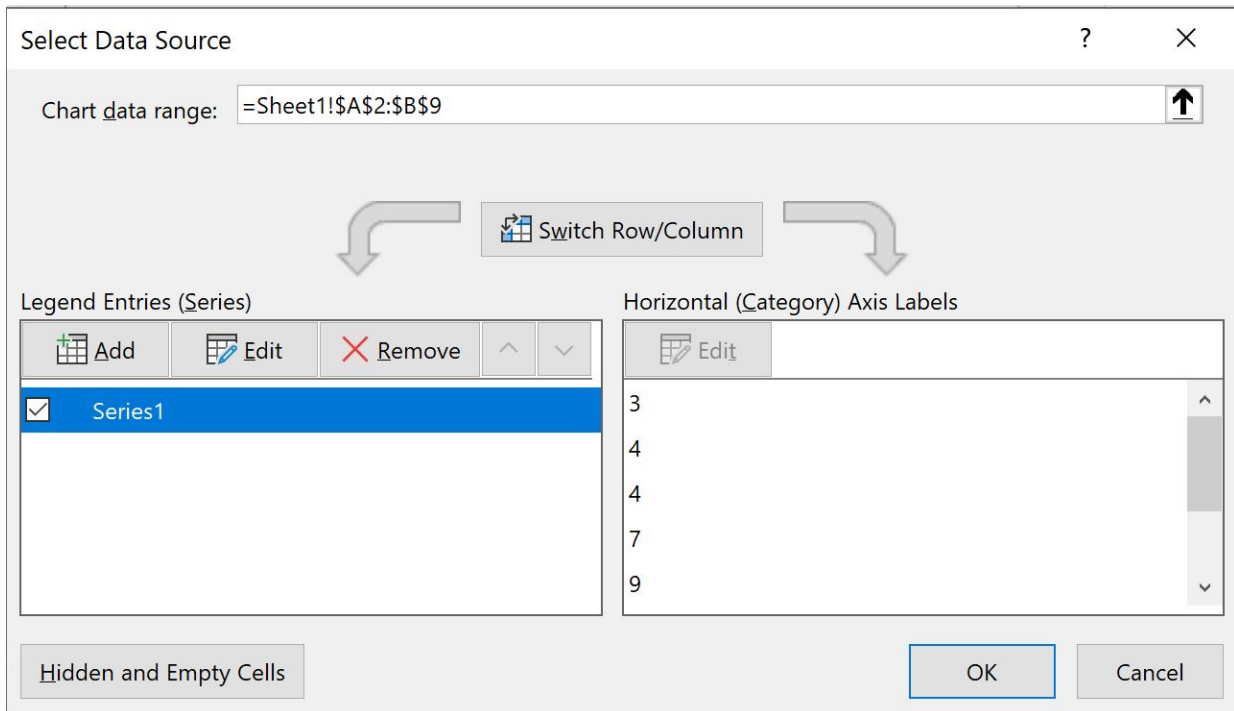 Select Data Source ?
Chart data range: =Sheet1!$A$2:$B$9
Switch Row/Column
Legend Entries (Series)
Add Edit Remove
Series1
Horizontal (Category) Axis Labels
Edit
3
4
4
7
9
Hidden and Empty Cells
OK Cancel